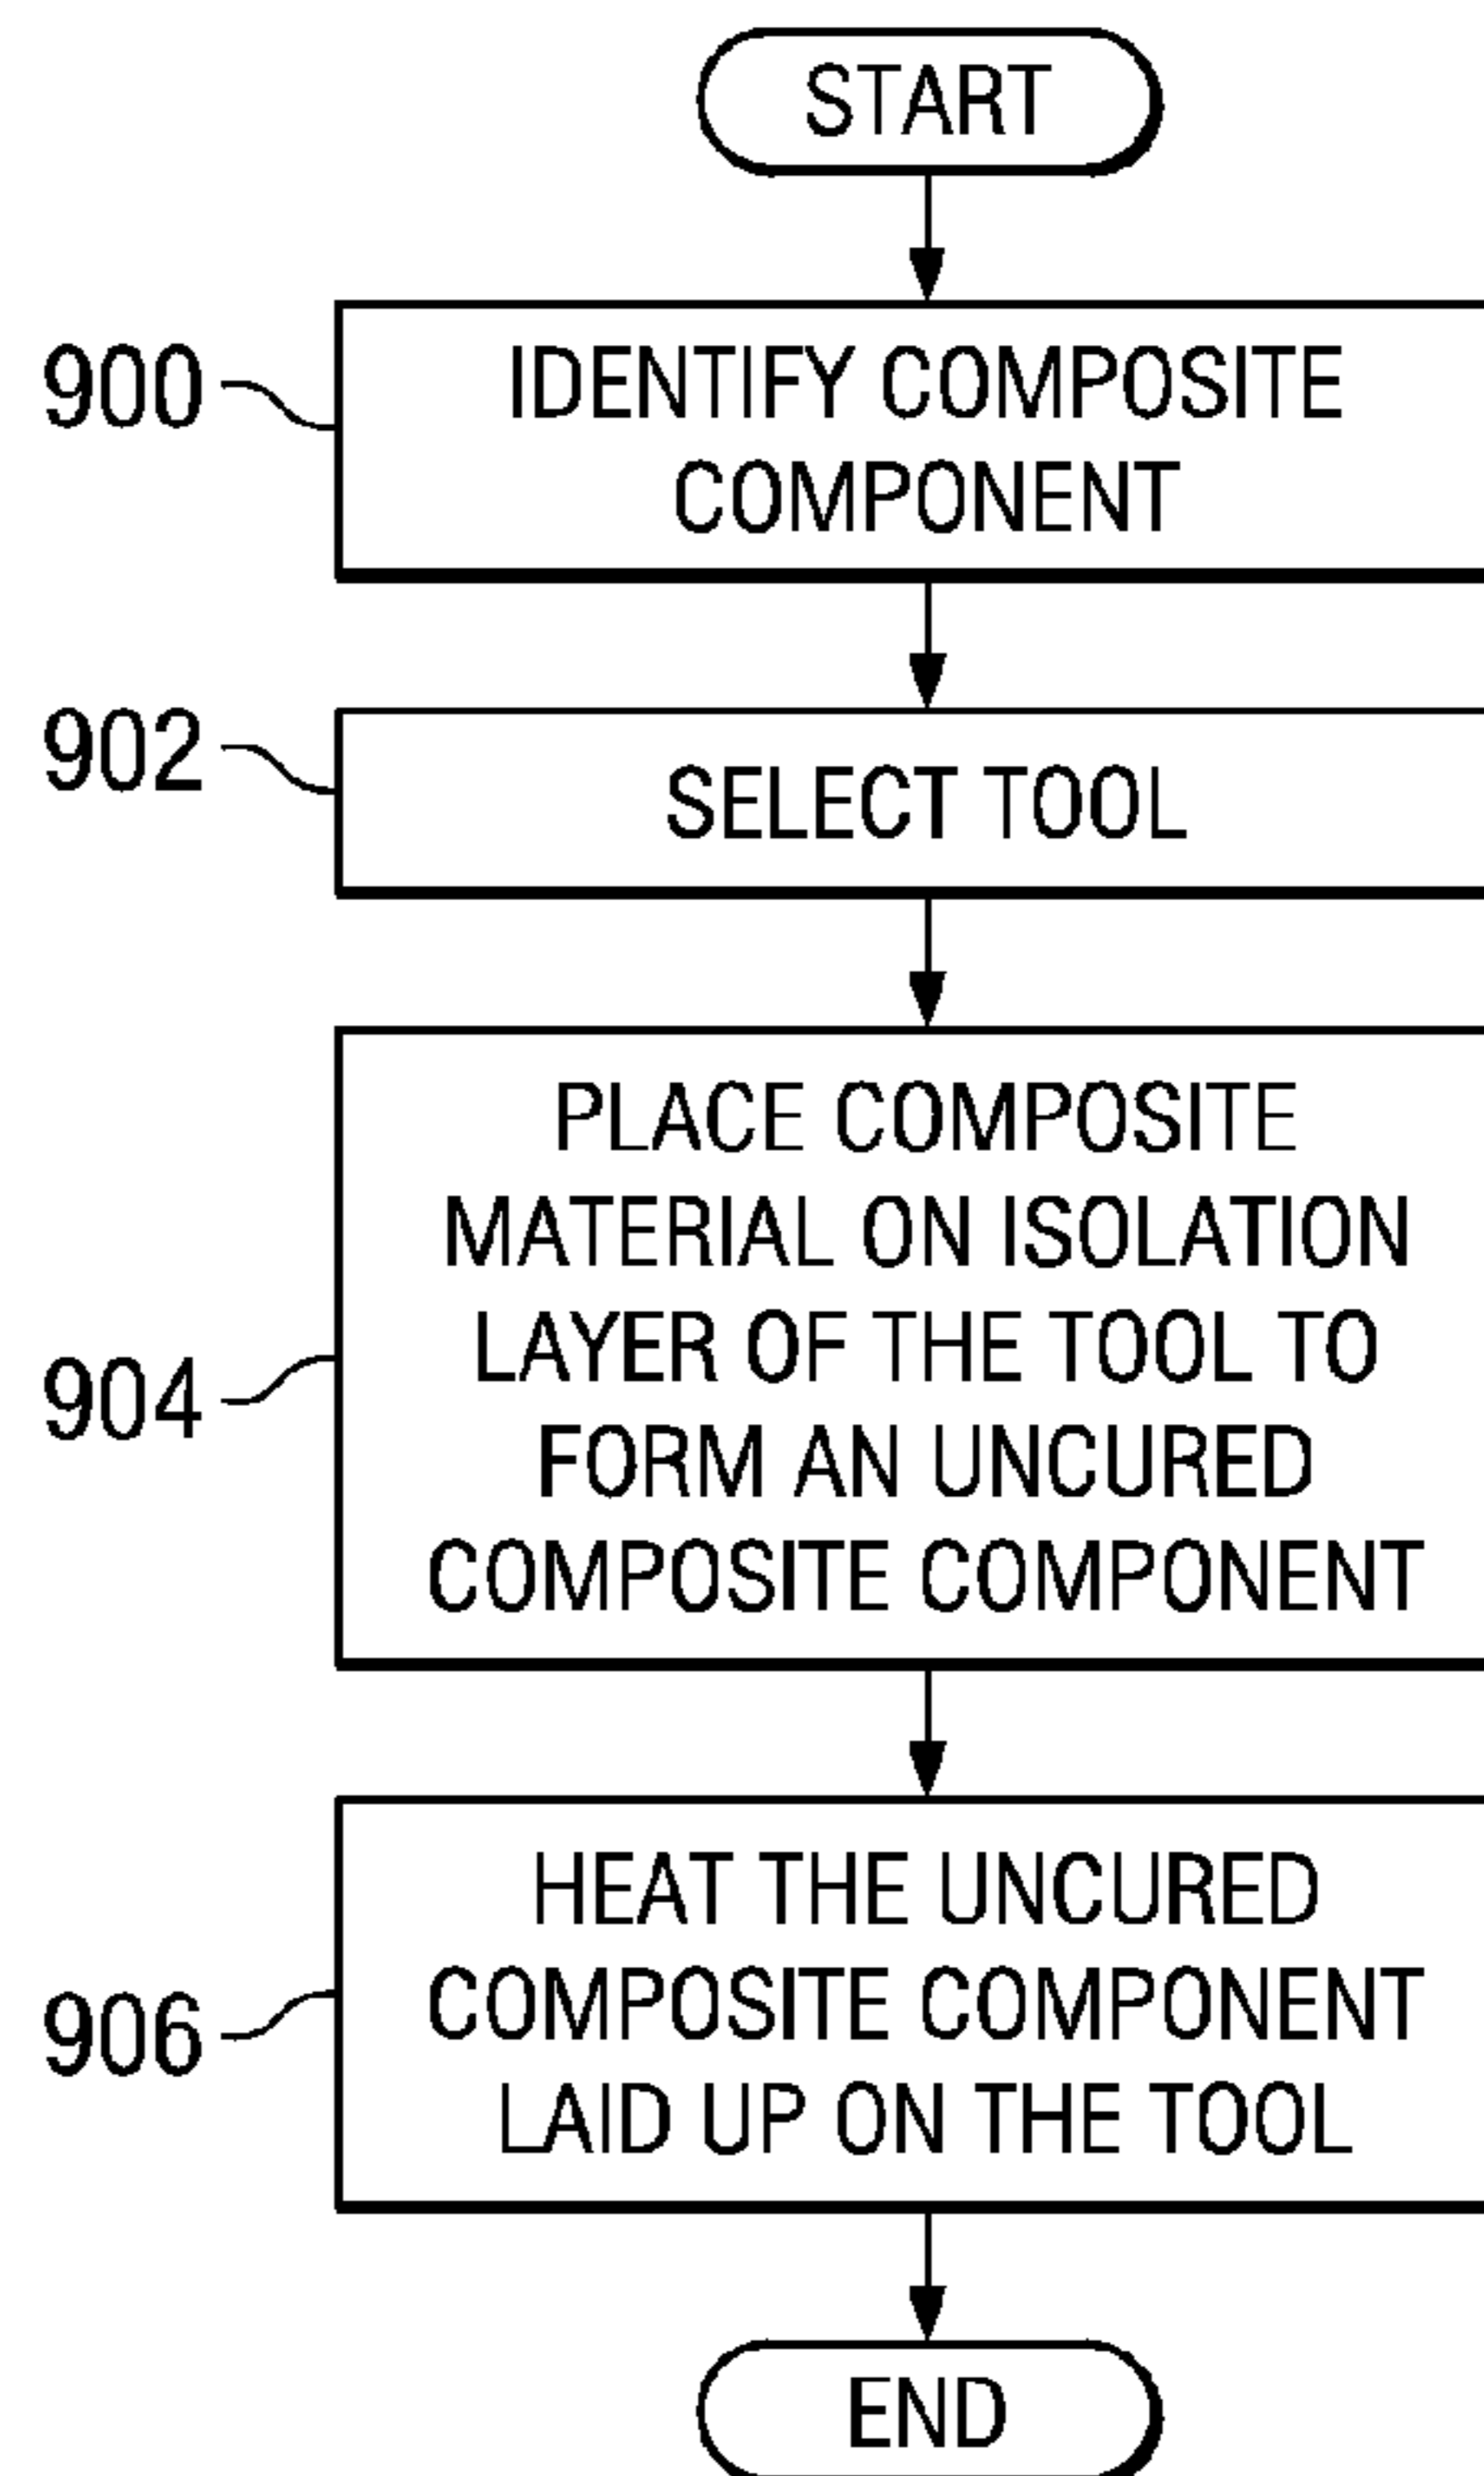 START
900
IDENTIFY COMPOSITE
COMPONENT
902
SELECT TOOL
904
PLACE COMPOSITE
MATERIAL ON ISOLATION
LAYER OF THE TOOL TO
FORM AN UNCURED
COMPOSITE COMPONENT
906
HEAT THE UNCURED
COMPOSITE COMPONENT
LAID UP ON THE TOOL
END